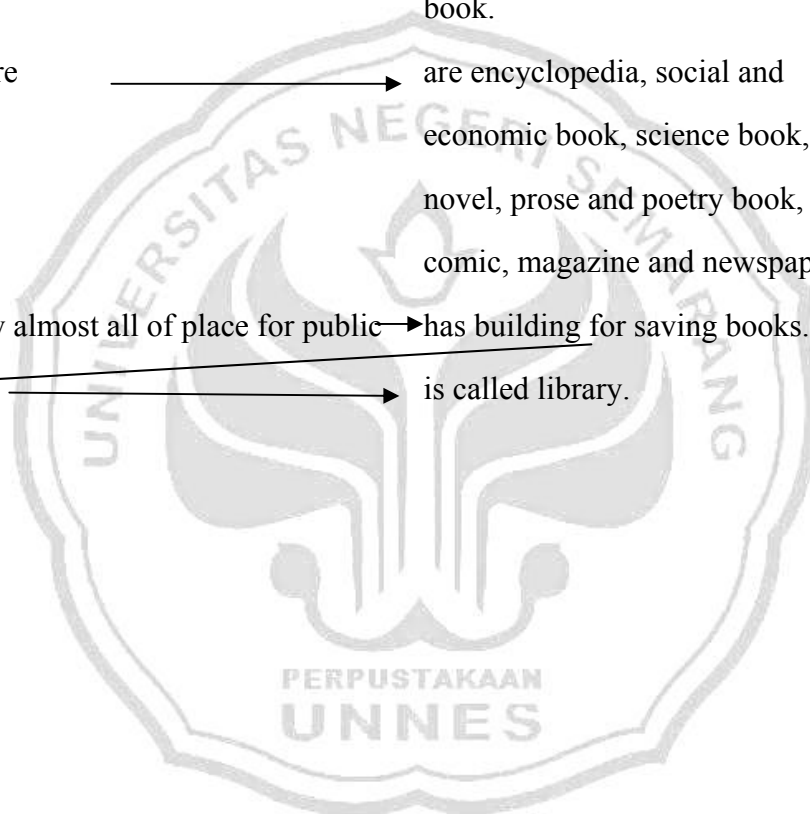 book.
re are encyclopedia, social and
economic book, science book,
novel, prose and poetry book,
comic, magazine and newspap
y almost all of place for public has building for saving books.
is called library.
UNIVERSITAS NEGERI SEMARANG
PERPUSTAKAAN
UNNES